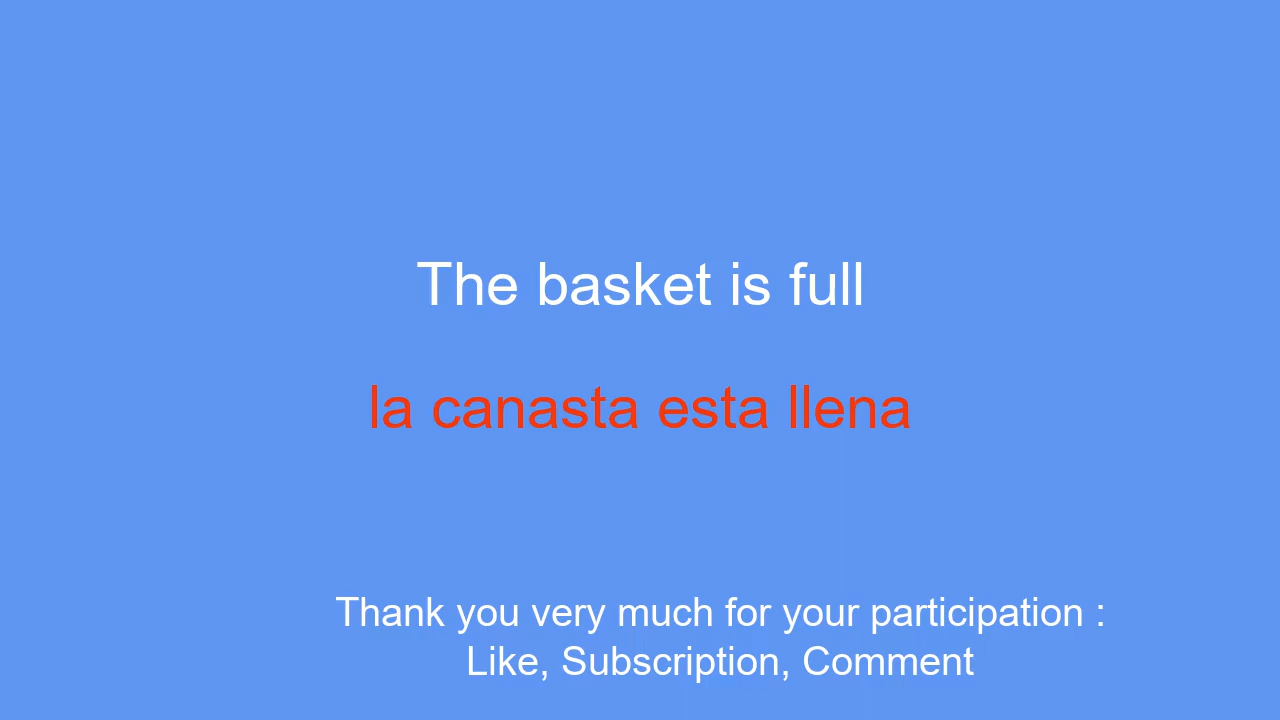 The basket is full
la canasta esta llena
Thank you very much for your participation :
Like, Subscription, Comment